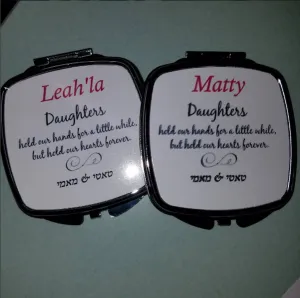 Leah'la
Daughters
hold our hands for a little while,
but hold our hearts forever.
טאטי & מאמי
Matty
Daughters
hold our hands for a little while,
but hold our hearts forever.
טאטי & מאמי